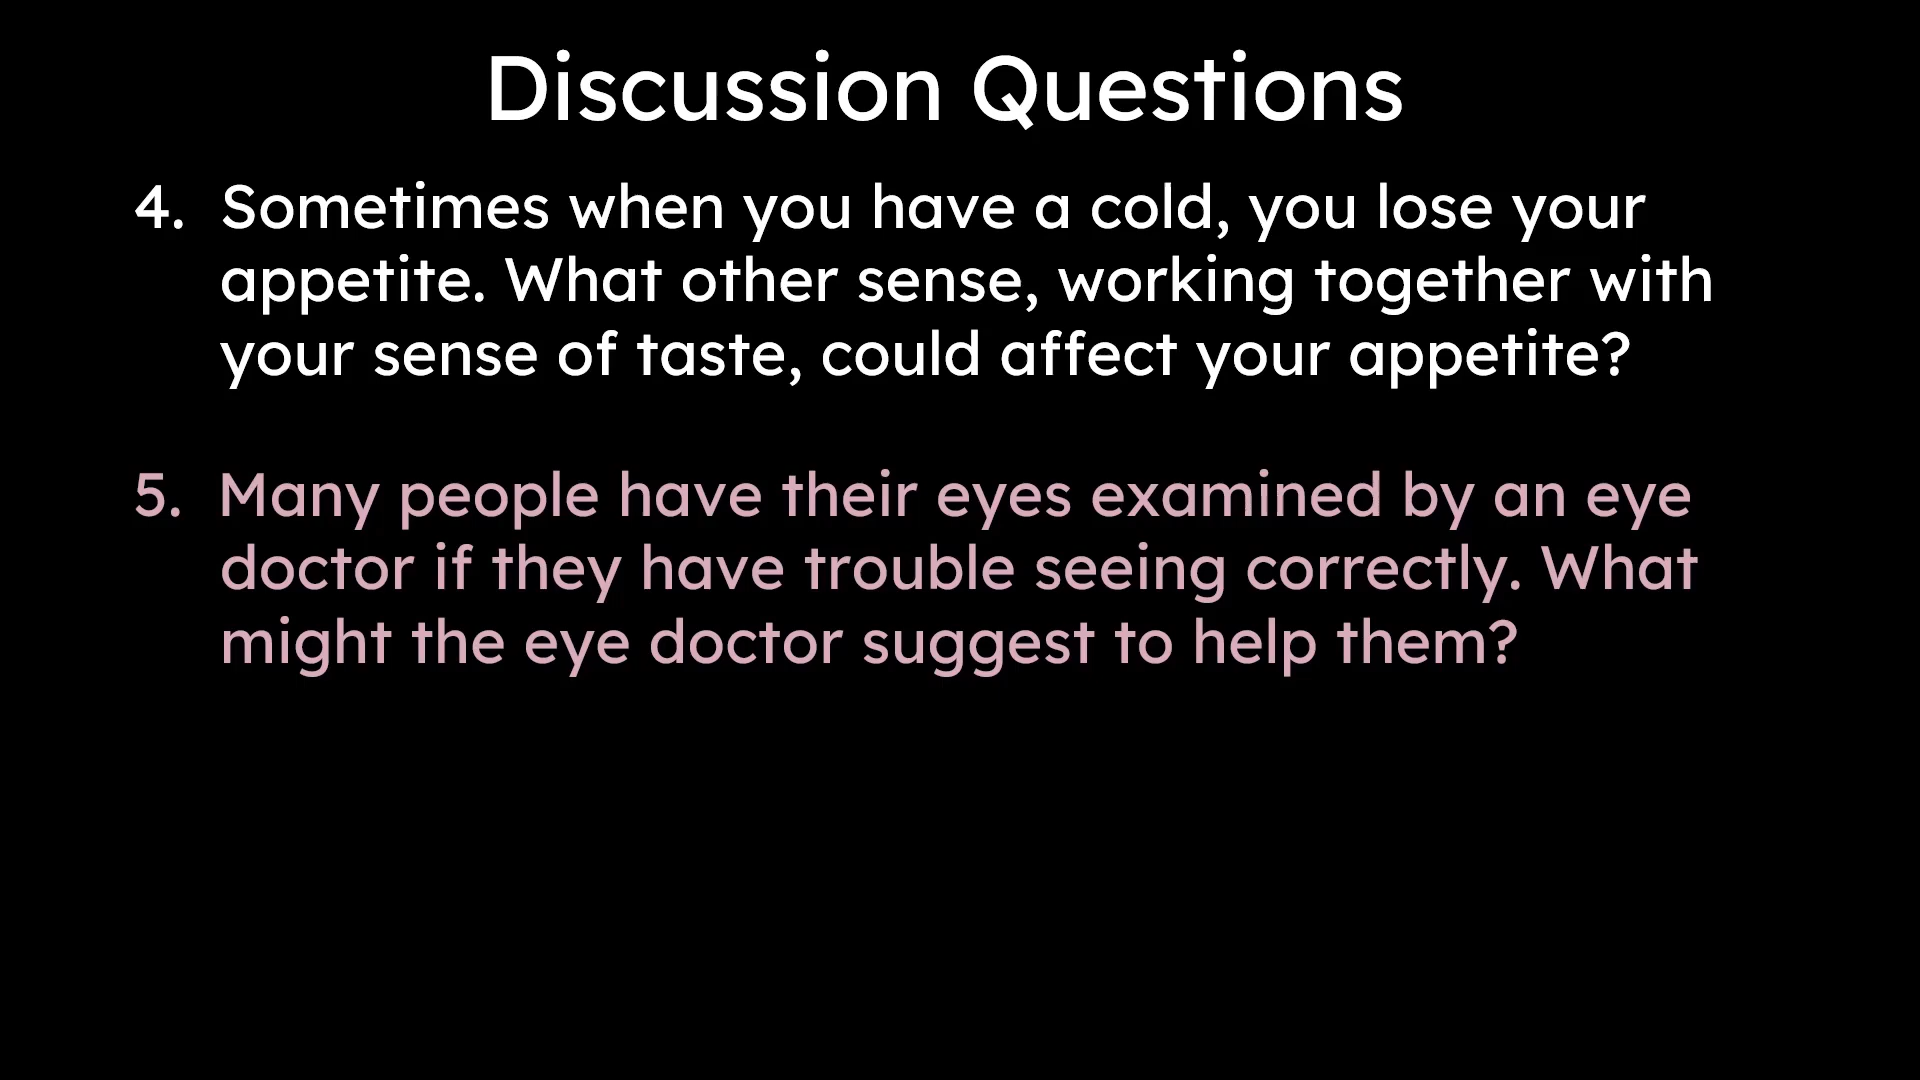 Discussion Questions
4. Sometimes when you have a cold, you lose your
appetite. What other sense, working together with
your sense of taste, could affect your appetite?
5. Many people have their eyes examined by an eye
doctor if they have trouble seeing correctly. What
might the eye doctor suggest to help them?